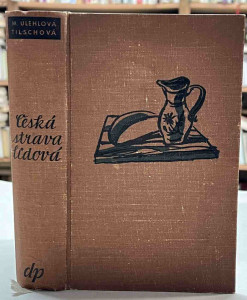 M. ÚLEHLOVÁ
TILSCHOVÁ
Česká
strava
lidová
dp